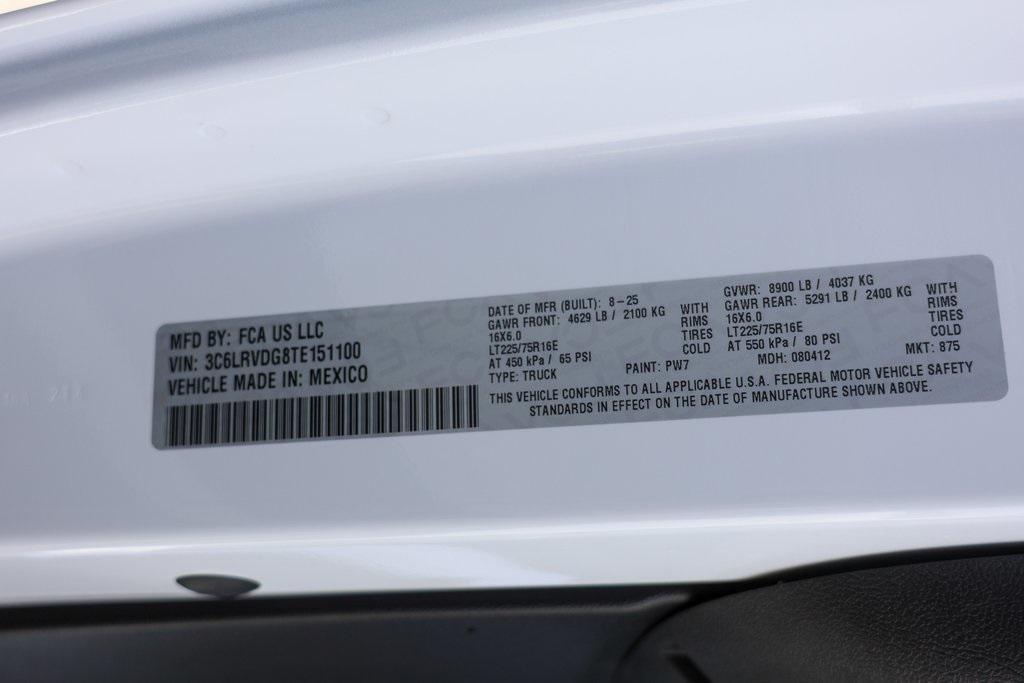 MFD BY: FCA US LLC
VIN: 3C6LRVDG8TE151100
VEHICLE MADE IN: MEXICO
DATE OF MFR (BUILT): 8-25
GAWR FRONT: 4629 LB / 2100 KG WITH
16X6.0 RIMS
LT225/75R16E TIRES
AT 450 kPa / 65 PSI COLD
TYPE: TRUCK PAINT: PW7
GVWR: 8900 LB / 4037 KG
GAWR REAR: 5291 LB / 2400 KG WITH
16X6.0 RIMS
LT225/75R16E TIRES
AT 550 kPa / 80 PSI COLD
MDH: 080412 MKT: 875
THIS VEHICLE CONFORMS TO ALL APPLICABLE U.S.A. FEDERAL MOTOR VEHICLE SAFETY
STANDARDS IN EFFECT ON THE DATE OF MANUFACTURE SHOWN ABOVE.